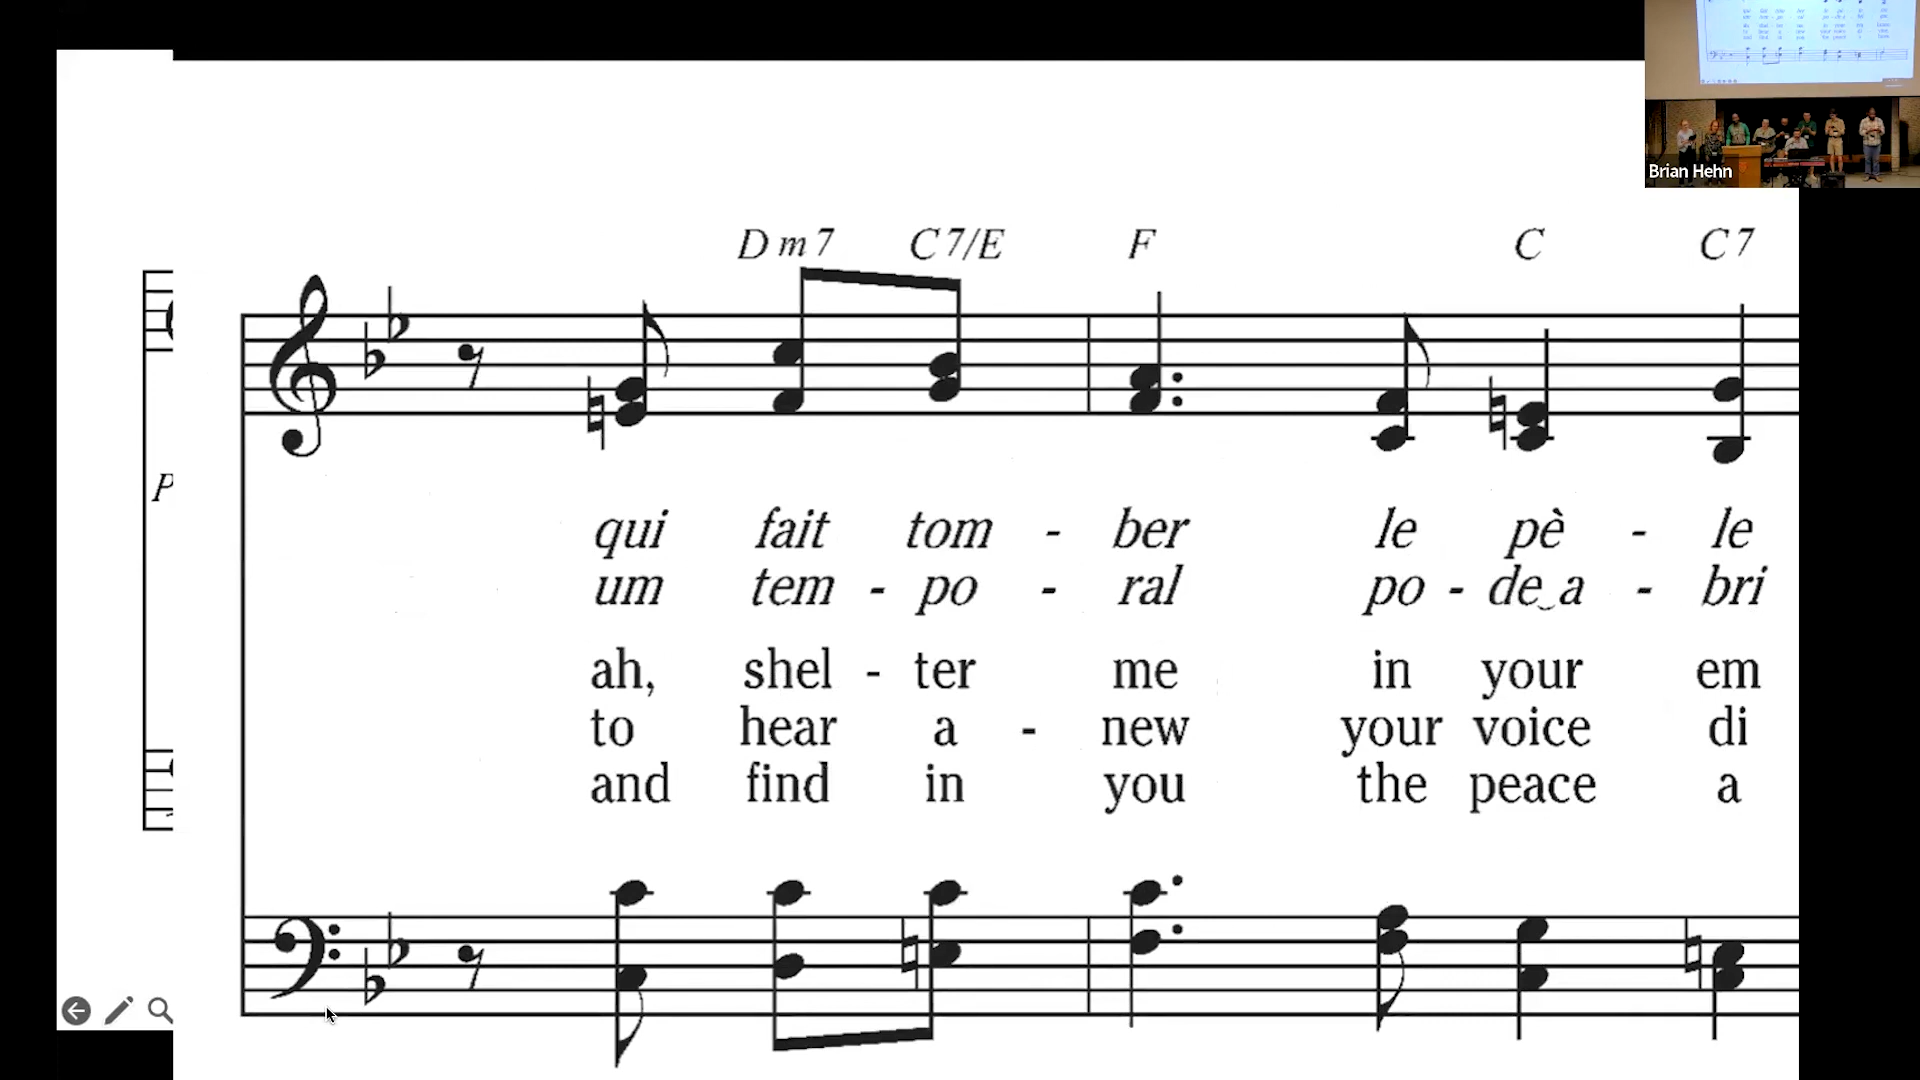 Brian Hehn
Dm7 C7/E F C C7
P
qui fait tom - ber le pè - le
um tem - po - ral po - de‿a - bri
ah, shel - ter me in your em
to hear a - new your voice di
and find in you the peace a